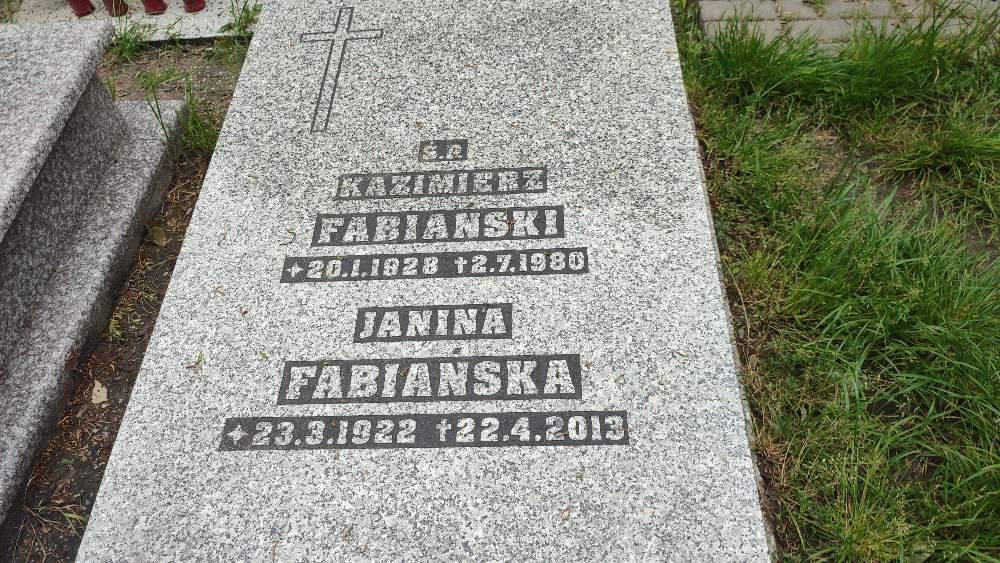 Ś.P.
KAZIMIERZ
FABIAŃSKI
20.1.1928 †2.7.1980
JANINA
FABIAŃSKA
23.3.1922 †22.4.2013